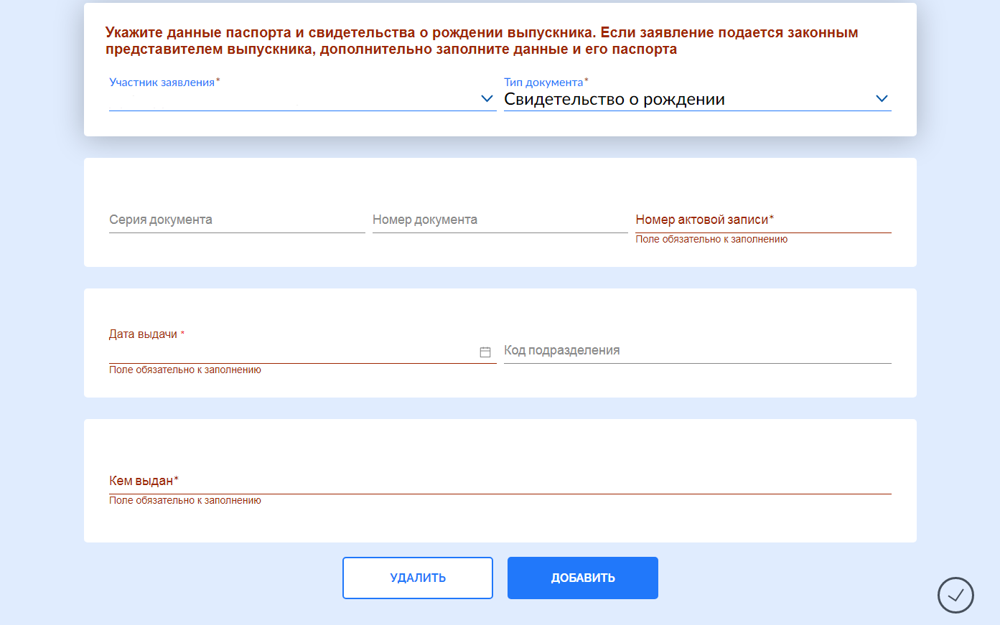 Укажите данные паспорта и свидетельства о рождении выпускника. Если заявление подается законным
представителем выпускника, дополнительно заполните данные и его паспорта
Участник заявления*
Тип документа*
Свидетельство о рождении
Серия документа
Номер документа
Номер актовой записи*
Поле обязательно к заполнению
Дата выдачи *
Код подразделения
Поле обязательно к заполнению
Кем выдан*
Поле обязательно к заполнению
УДАЛИТЬ
ДОБАВИТЬ